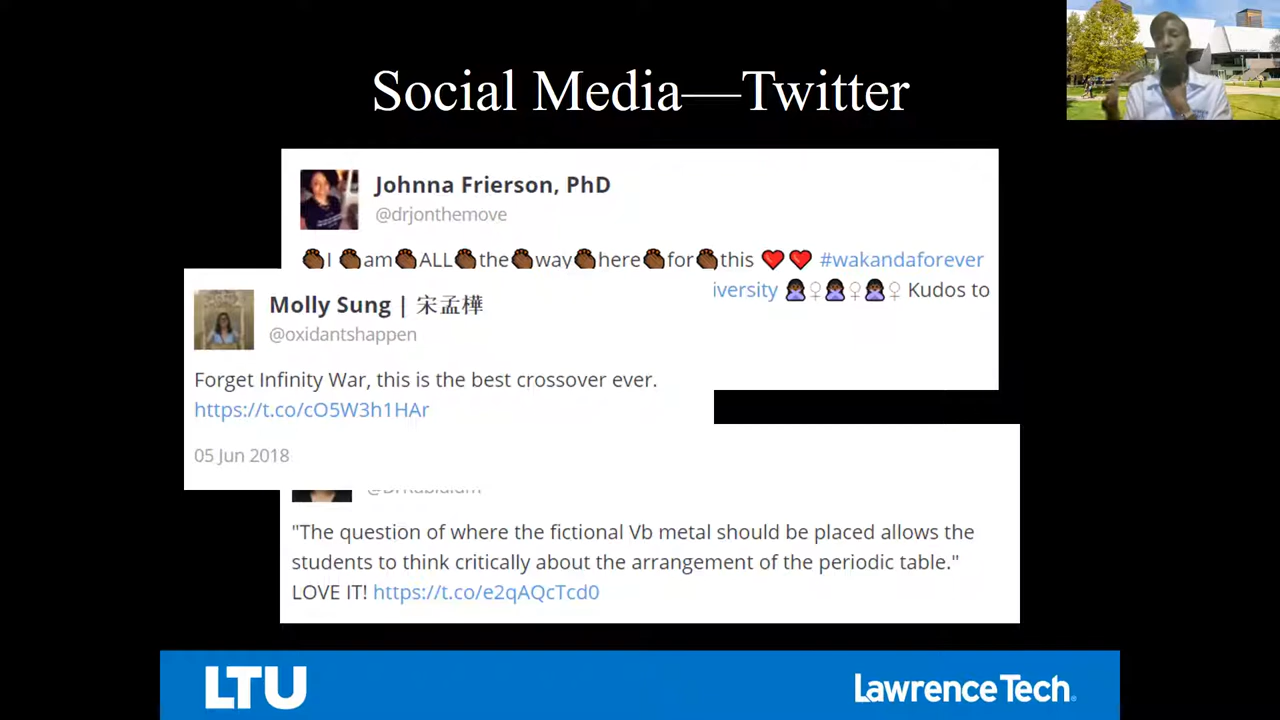 Social Media—Twitter
Johnna Frierson, PhD
@drjonthemove
✊🏾I ✊🏾am✊🏾ALL✊🏾the✊🏾way✊🏾here✊🏾for✊🏾this ❤️❤️ #wakandaforever
iversity 🙎🏾♀🙎🏾♀🙎🏾♀ Kudos to
Molly Sung | 宋孟樺
@oxidantshappen
Forget Infinity War, this is the best crossover ever.
https://t.co/cO5W3h1HAr
05 Jun 2018
"The question of where the fictional Vb metal should be placed allows the
students to think critically about the arrangement of the periodic table."
LOVE IT! https://t.co/e2qAQcTcd0
LTU
Lawrence Tech